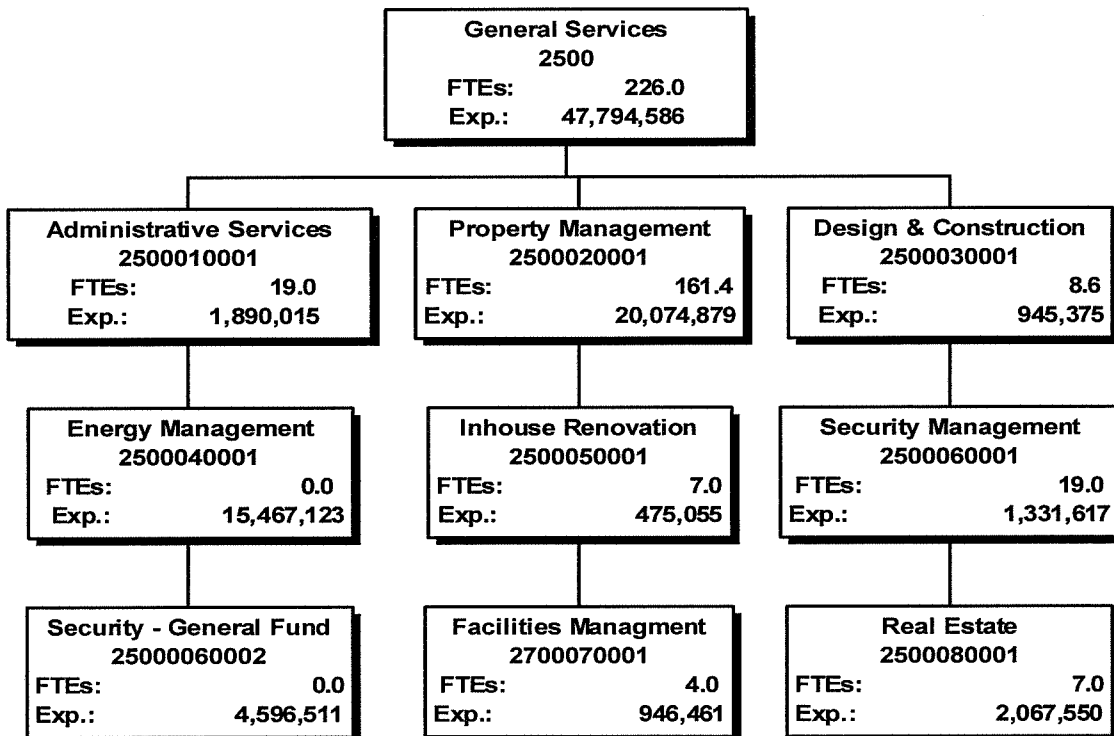 General Services
2500
FTEs: 226.0
Exp.: 47,794,586
Administrative Services
2500010001
FTEs: 19.0
Exp.: 1,890,015
Property Management
2500020001
FTEs: 161.4
Exp.: 20,074,879
Design & Construction
2500030001
FTEs: 8.6
Exp.: 945,375
Energy Management
2500040001
FTEs: 0.0
Exp.: 15,467,123
Inhouse Renovation
2500050001
FTEs: 7.0
Exp.: 475,055
Security Management
2500060001
FTEs: 19.0
Exp.: 1,331,617
Security - General Fund
25000060002
FTEs: 0.0
Exp.: 4,596,511
Facilities Managment
2700070001
FTEs: 4.0
Exp.: 946,461
Real Estate
2500080001
FTEs: 7.0
Exp.: 2,067,550